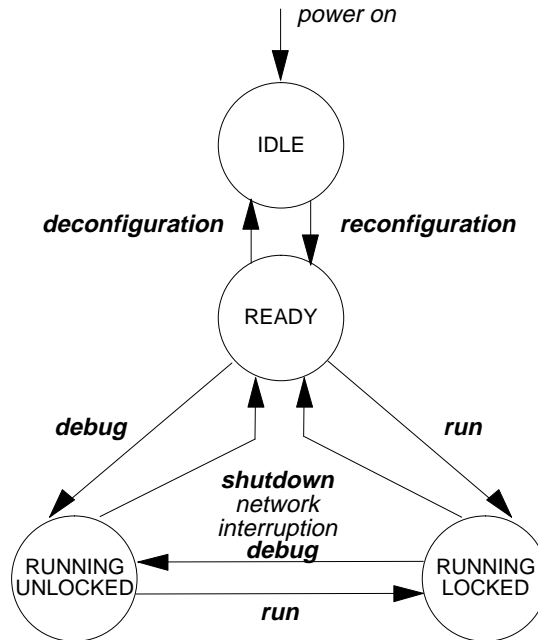 power on
IDLE
deconfiguration
reconfiguration
READY
debug
run
shutdown
network
interruption
debug
RUNNING
UNLOCKED
RUNNING
LOCKED
run